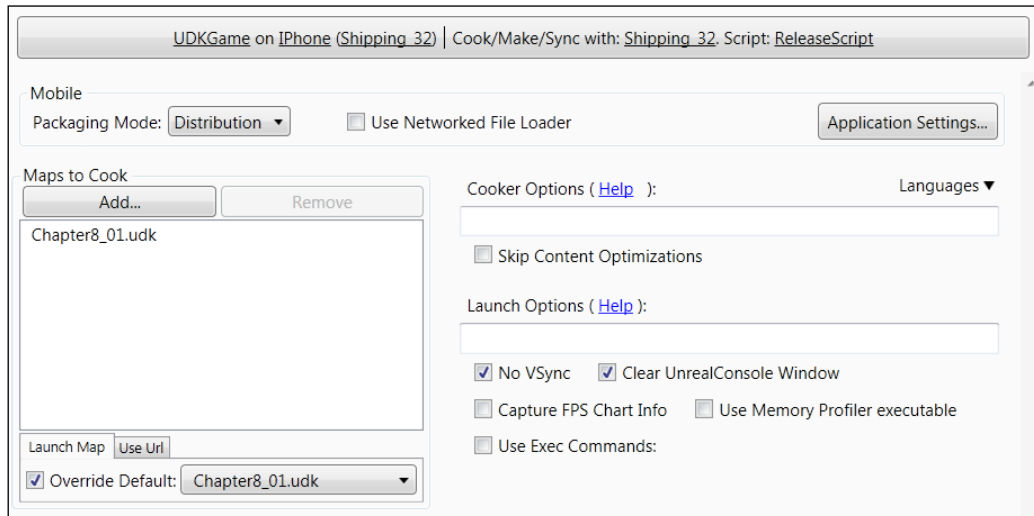 UDKGame on IPhone (Shipping_32) | Cook/Make/Sync with: Shipping_32. Script: ReleaseScript
Mobile
Packaging Mode: Distribution Use Networked File Loader Application Settings...
Maps to Cook
Add... Remove
Chapter8_01.udk
Launch Map Use Url
Override Default: Chapter8_01.udk
Cooker Options ( Help ): Languages
Skip Content Optimizations
Launch Options ( Help ):
No VSync Clear UnrealConsole Window
Capture FPS Chart Info Use Memory Profiler executable
Use Exec Commands: